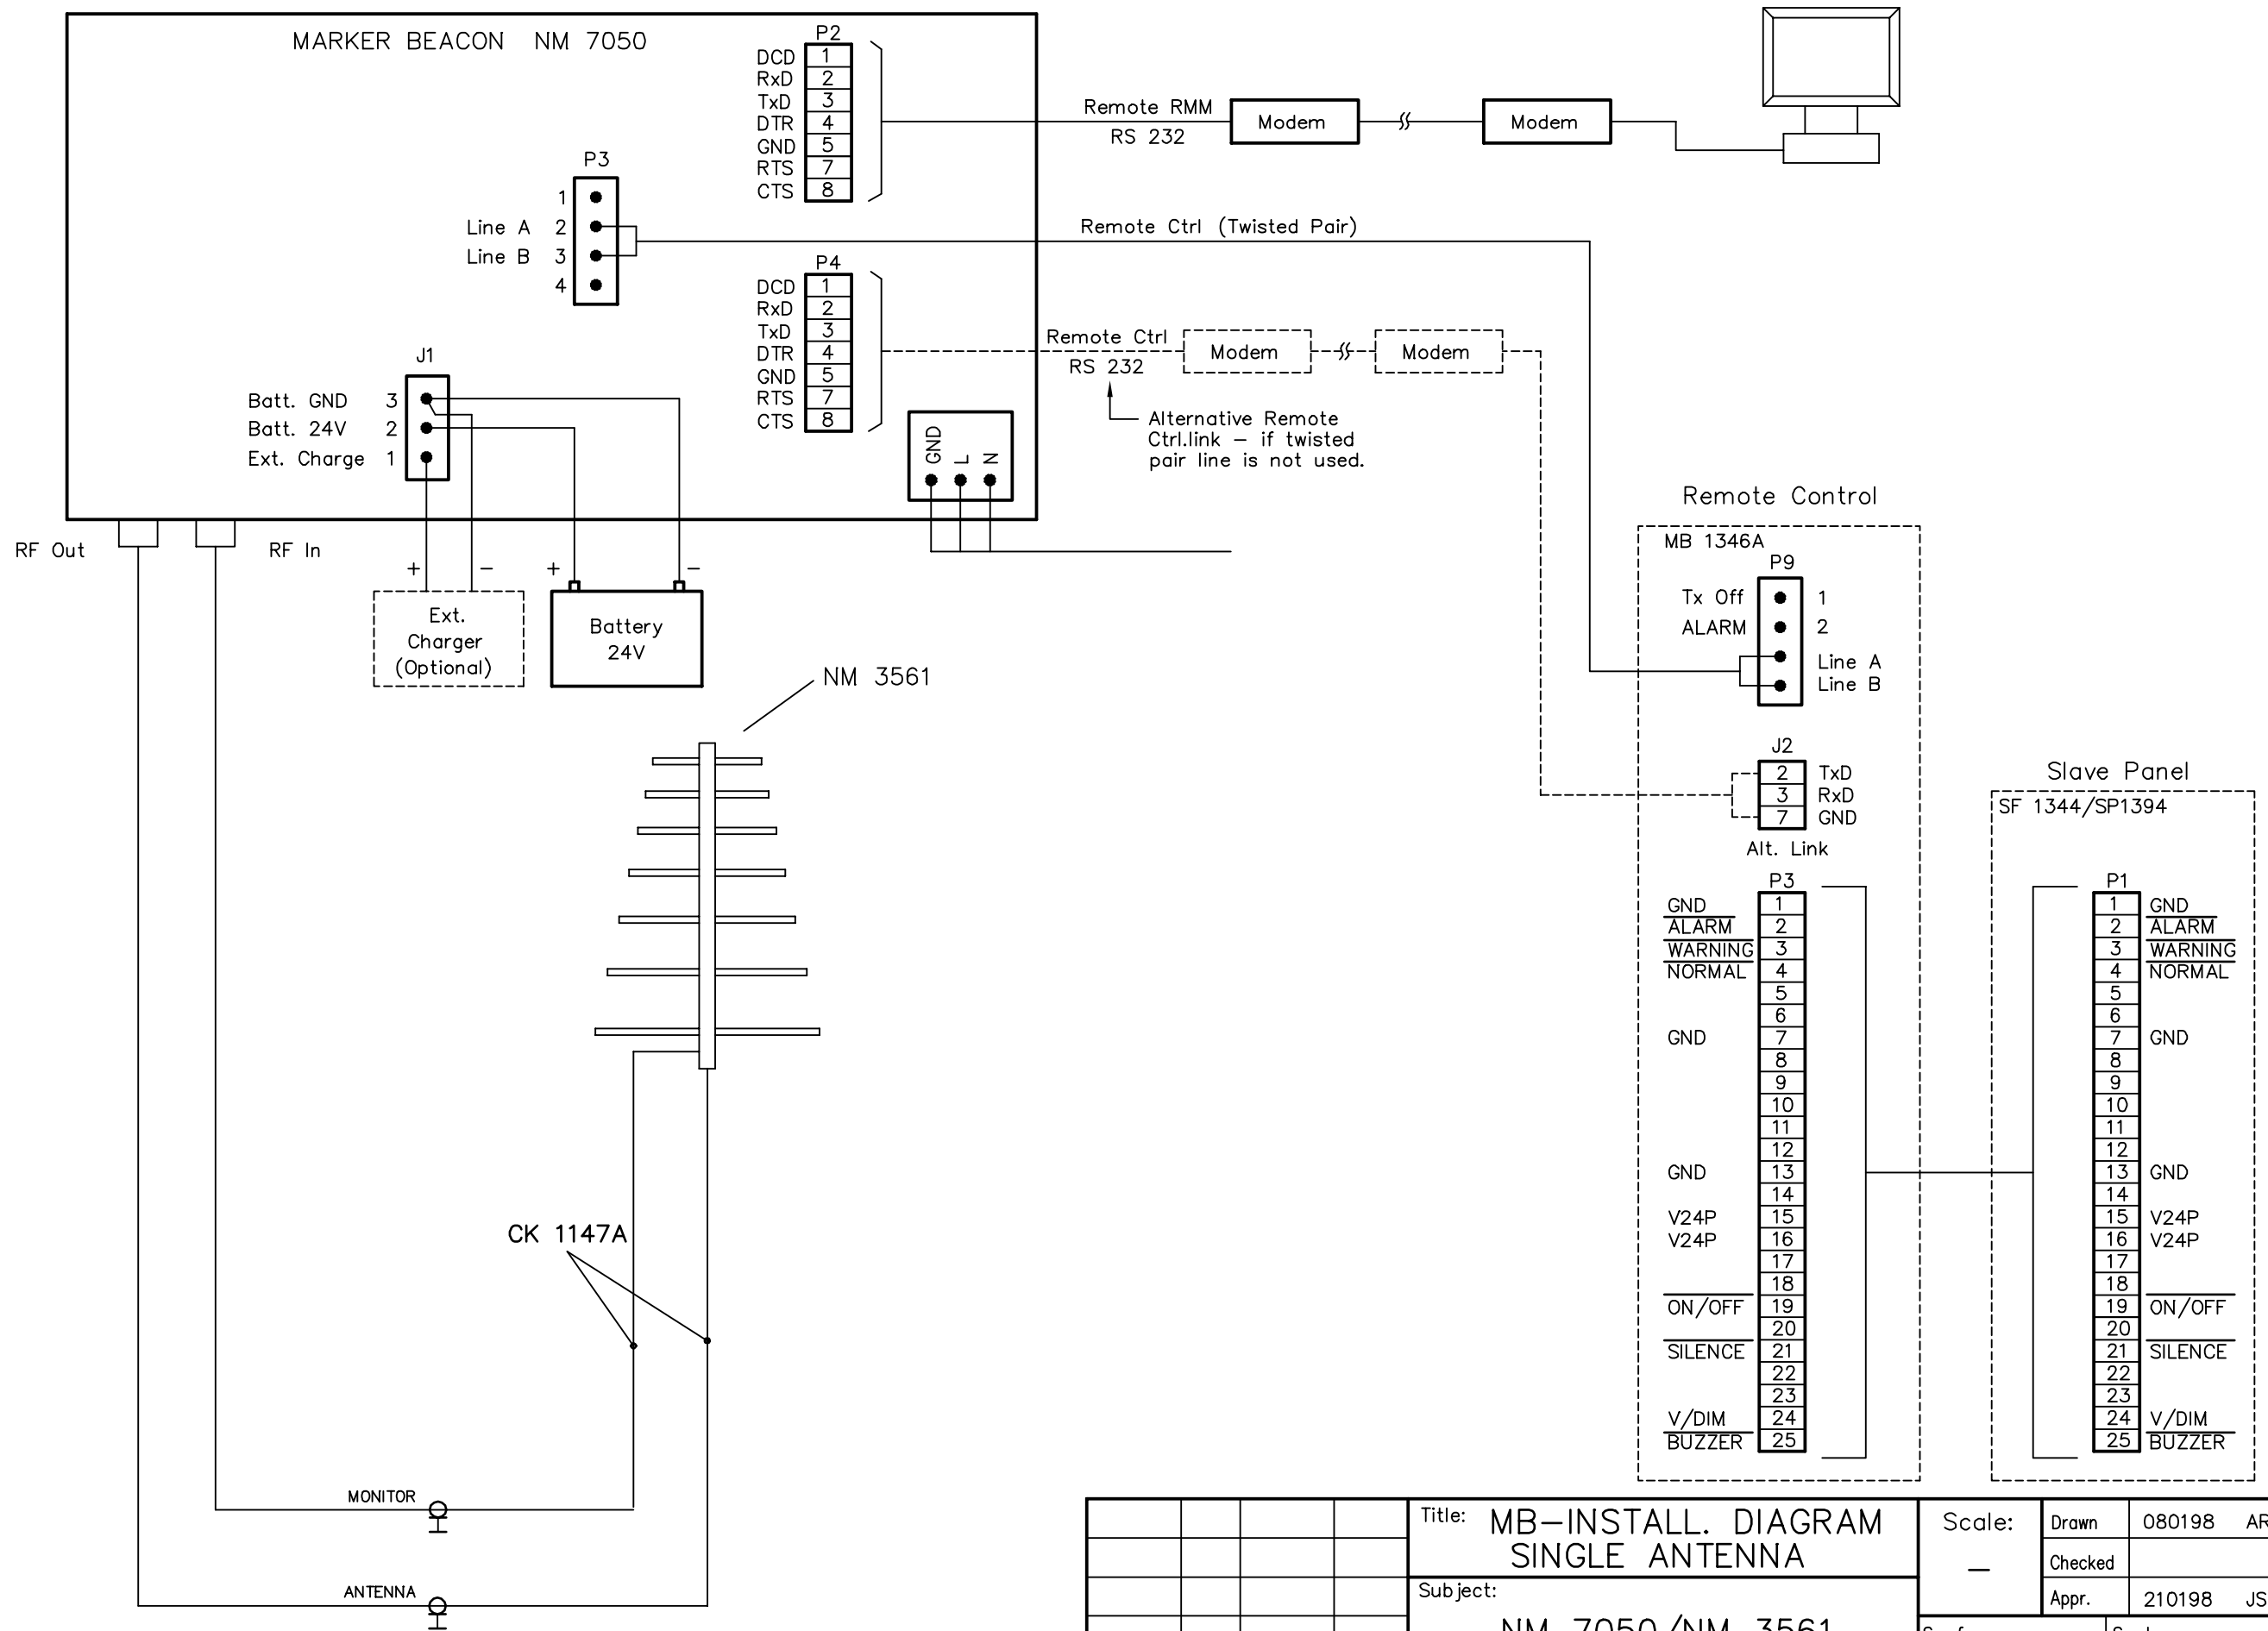 MARKER BEACON NM 7050
P2
DCD 1
RxD 2
TxD 3
DTR 4
GND 5
RTS 7
CTS 8
Remote RMM
RS 232
Modem
Modem
P3
1
Line A 2
Line B 3
4
Remote Ctrl (Twisted Pair)
P4
DCD 1
RxD 2
TxD 3
DTR 4
GND 5
RTS 7
CTS 8
Remote Ctrl
RS 232
Modem
Modem
Alternative Remote
Ctrl.link – if twisted
pair line is not used.
J1
Batt. GND 3
Batt. 24V 2
Ext. Charge 1
GND
L
N
RF Out
RF In
+ –
Ext.
Charger
(Optional)
+ –
Battery
24V
NM 3561
CK 1147A
MONITOR
ANTENNA
Remote Control
MB 1346A
P9
Tx Off 1
ALARM 2
Line A
Line B
J2
2 TxD
3 RxD
7 GND
Alt. Link
P3
GND 1
ALARM 2
WARNING 3
NORMAL 4
5
6
GND 7
8
9
10
11
12
GND 13
14
V24P 15
V24P 16
17
18
ON/OFF 19
20
SILENCE 21
22
23
V/DIM 24
BUZZER 25
Slave Panel
SF 1344/SP1394
P1
1 GND
2 ALARM
3 WARNING
4 NORMAL
5
6
7 GND
8
9
10
11
12
13 GND
14
15 V24P
16 V24P
17
18
19 ON/OFF
20
21 SILENCE
22
23
24 V/DIM
25 BUZZER
Title: MB–INSTALL. DIAGRAM
SINGLE ANTENNA
Subject:
NM 7050/NM 3561
Scale:
–
Drawn 080198 AR
Checked
Appr. 210198 JS